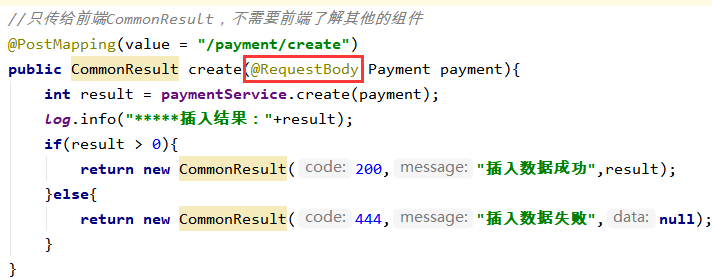 //只传给前端CommonResult，不需要前端了解其他的组件
@PostMapping(value = "/payment/create")
public CommonResult create(@RequestBody Payment payment){
int result = paymentService.create(payment);
log.info("*****插入结果："+result);
if(result > 0){
return new CommonResult( code: 200, message: "插入数据成功",result);
}else{
return new CommonResult( code: 444, message: "插入数据失败", data: null);
}
}